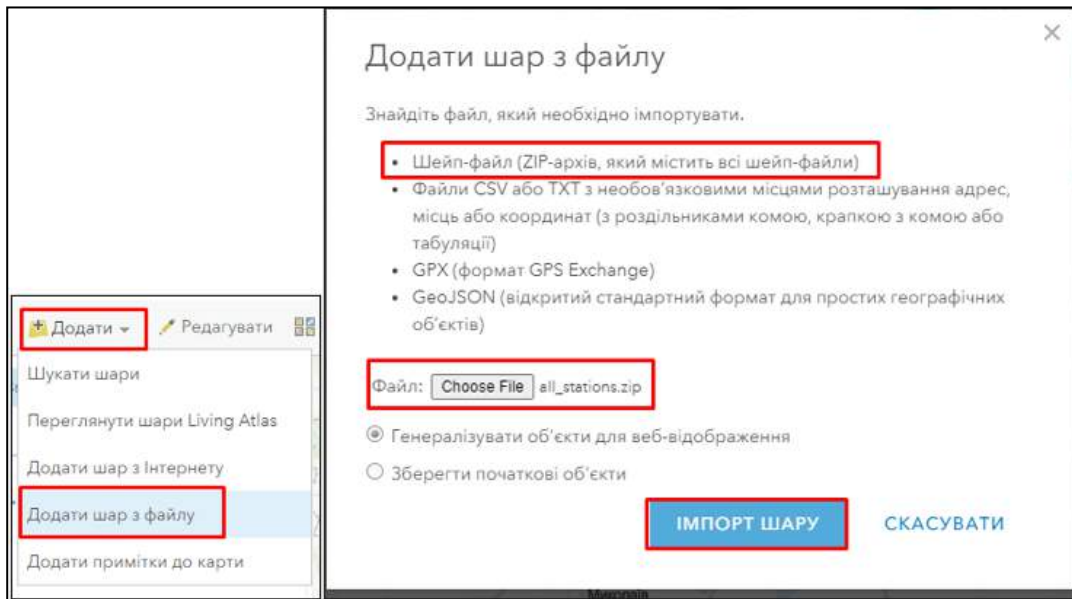 Додати
Редагувати
Шукати шари
Переглянути шари Living Atlas
Додати шар з Інтернету
Додати шар з файлу
Додати примітки до карти
Додати шар з файлу
Знайдіть файл, який необхідно імпортувати.
• Шейп-файл (ZIP-архів, який містить всі шейп-файли)
• Файли CSV або TXT з необов'язковими місцями розташування адрес,
місць або координат (з роздільниками комою, крапкою з комою або
табуляції)
• GPX (формат GPS Exchange)
• GeoJSON (відкритий стандартний формат для простих географічних
об'єктів)
Файл: Choose File all_stations.zip
Генералізувати об'єкти для веб-відображення
Зберегти початкові об'єкти
ІМПОРТ ШАРУ СКАСУВАТИ